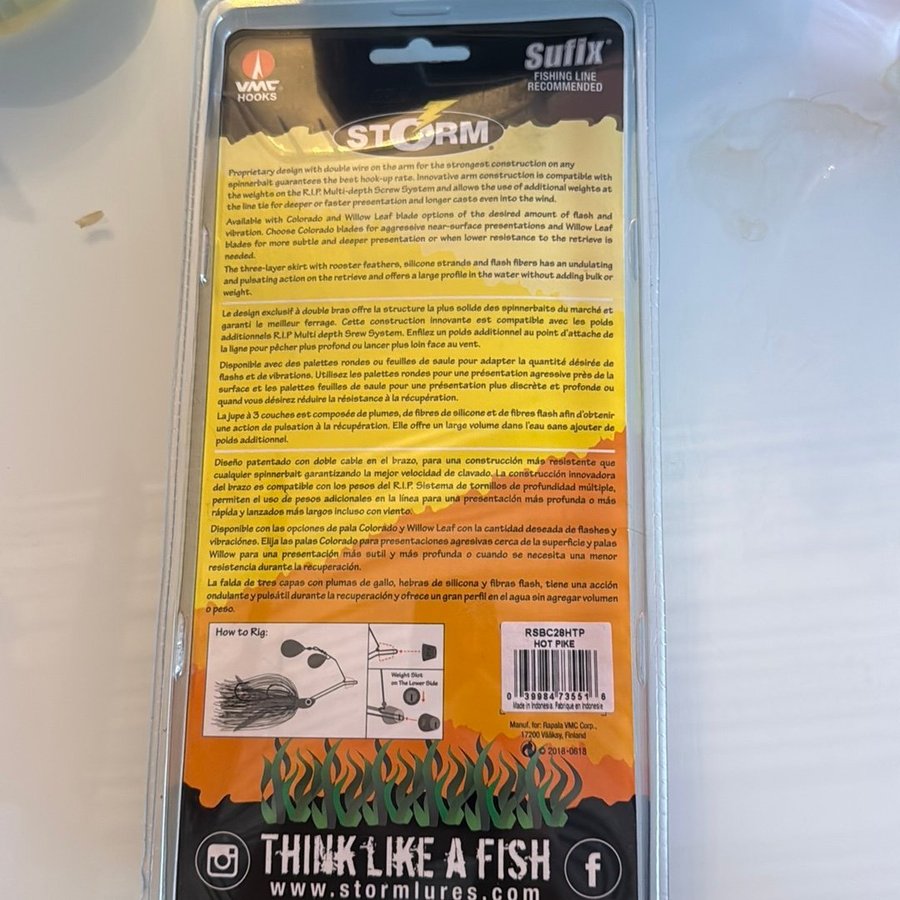 VMC
HOOKS
Sufix
FISHING LINE
RECOMMENDED
STORM
Proprietary design with double wire on the arm for the strongest construction on any
spinnerbait guarantees the best hook-up rate. Innovative arm construction is compatible with
the weights on the R.I.P. Multi-depth Screw System and allows the use of additional weights at
the line tie for deeper or faster presentation and longer casts even into the wind.
Available with Colorado and Willow Leaf blade options of the desired amount of flash and
vibration. Choose Colorado blades for aggressive near-surface presentations and Willow Leaf
blades for more subtle and deeper presentation or when lower resistance to the retrieve is
needed.
The three-layer skirt with rooster feathers, silicone strands and flash fibers has an undulating
and pulsating action on the retrieve and offers a large profile in the water without adding bulk or
weight.
Le design exclusif à double bras offre la structure la plus solide des spinnerbaits du marché et
garanti le meilleur ferrage. Cette construction innovante est compatible avec les poids
additionnels R.I.P Multi depth Srew System. Enfilez un poids additionnel au point d'attache de
la ligne pour pêcher plus profond ou lancer plus loin face au vent.
Disponible avec des palettes rondes ou feuilles de saule pour adapter la quantité désirée de
flashs et de vibrations. Utilisez les palettes rondes pour une présentation agressive près de la
surface et les palettes feuilles de saule pour une présentation plus discrète et profonde ou
quand vous désirez réduire la résistance à la récupération.
La jupe à 3 couches est composée de plumes, de fibres de silicone et de fibres flash afin d'obtenir
une action de pulsation à la récupération. Elle offre un large volume dans l'eau sans ajouter de
poids additionnel.
Diseño patentado con doble cable en el brazo, para una construcción más resistente que
cualquier spinnerbait garantizando la mejor velocidad de clavado. La construcción innovadora
del brazo es compatible con los pesos del R.I.P. Sistema de tornillos de profundidad múltiple,
permiten el uso de pesos adicionales en la línea para una presentación más profunda o más
rápida y lanzados más largos incluso con viento.
Disponible con las opciones de pala Colorado y Willow Leaf con la cantidad deseada de flashes y
vibraciónes. Elija las palas Colorado para presentaciones agresivas cerca de la superficie y palas
Willow para una presentación más sutil y más profunda o cuando se necesita una menor
resistencia durante la recuperación.
La falda de tres capas con plumas de gallo, hebras de silicona y fibras flash, tiene una acción
ondulante y pulsátil durante la recuperación y ofrece un gran perfil en el agua sin agregar volumen
o peso.
How to Rig:
Weight Slot
on The Lower Side
RSBC28HTP
HOT PIKE
0 39984 73551 6
Made in Indonesia. Fabrique en Indonesie
Manuf. for: Rapala VMC Corp.,
17200 Vääksy, Finland
© 2018-0618
THINK LIKE A FISH
www.stormlures.com